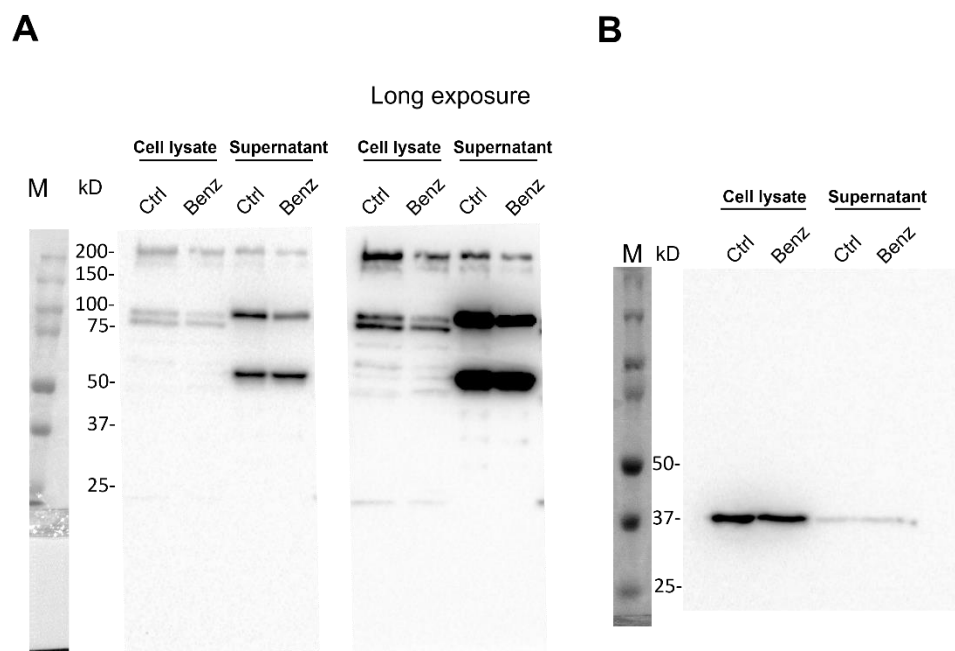 A
B
Long exposure
Cell lysate Supernatant
Cell lysate Supernatant
M kD Ctrl Benz Ctrl Benz
Ctrl Benz Ctrl Benz
200-
150-
100-
75-
50-
37-
25-
Cell lysate Supernatant
M kD Ctrl Benz Ctrl Benz
50-
37-
25-